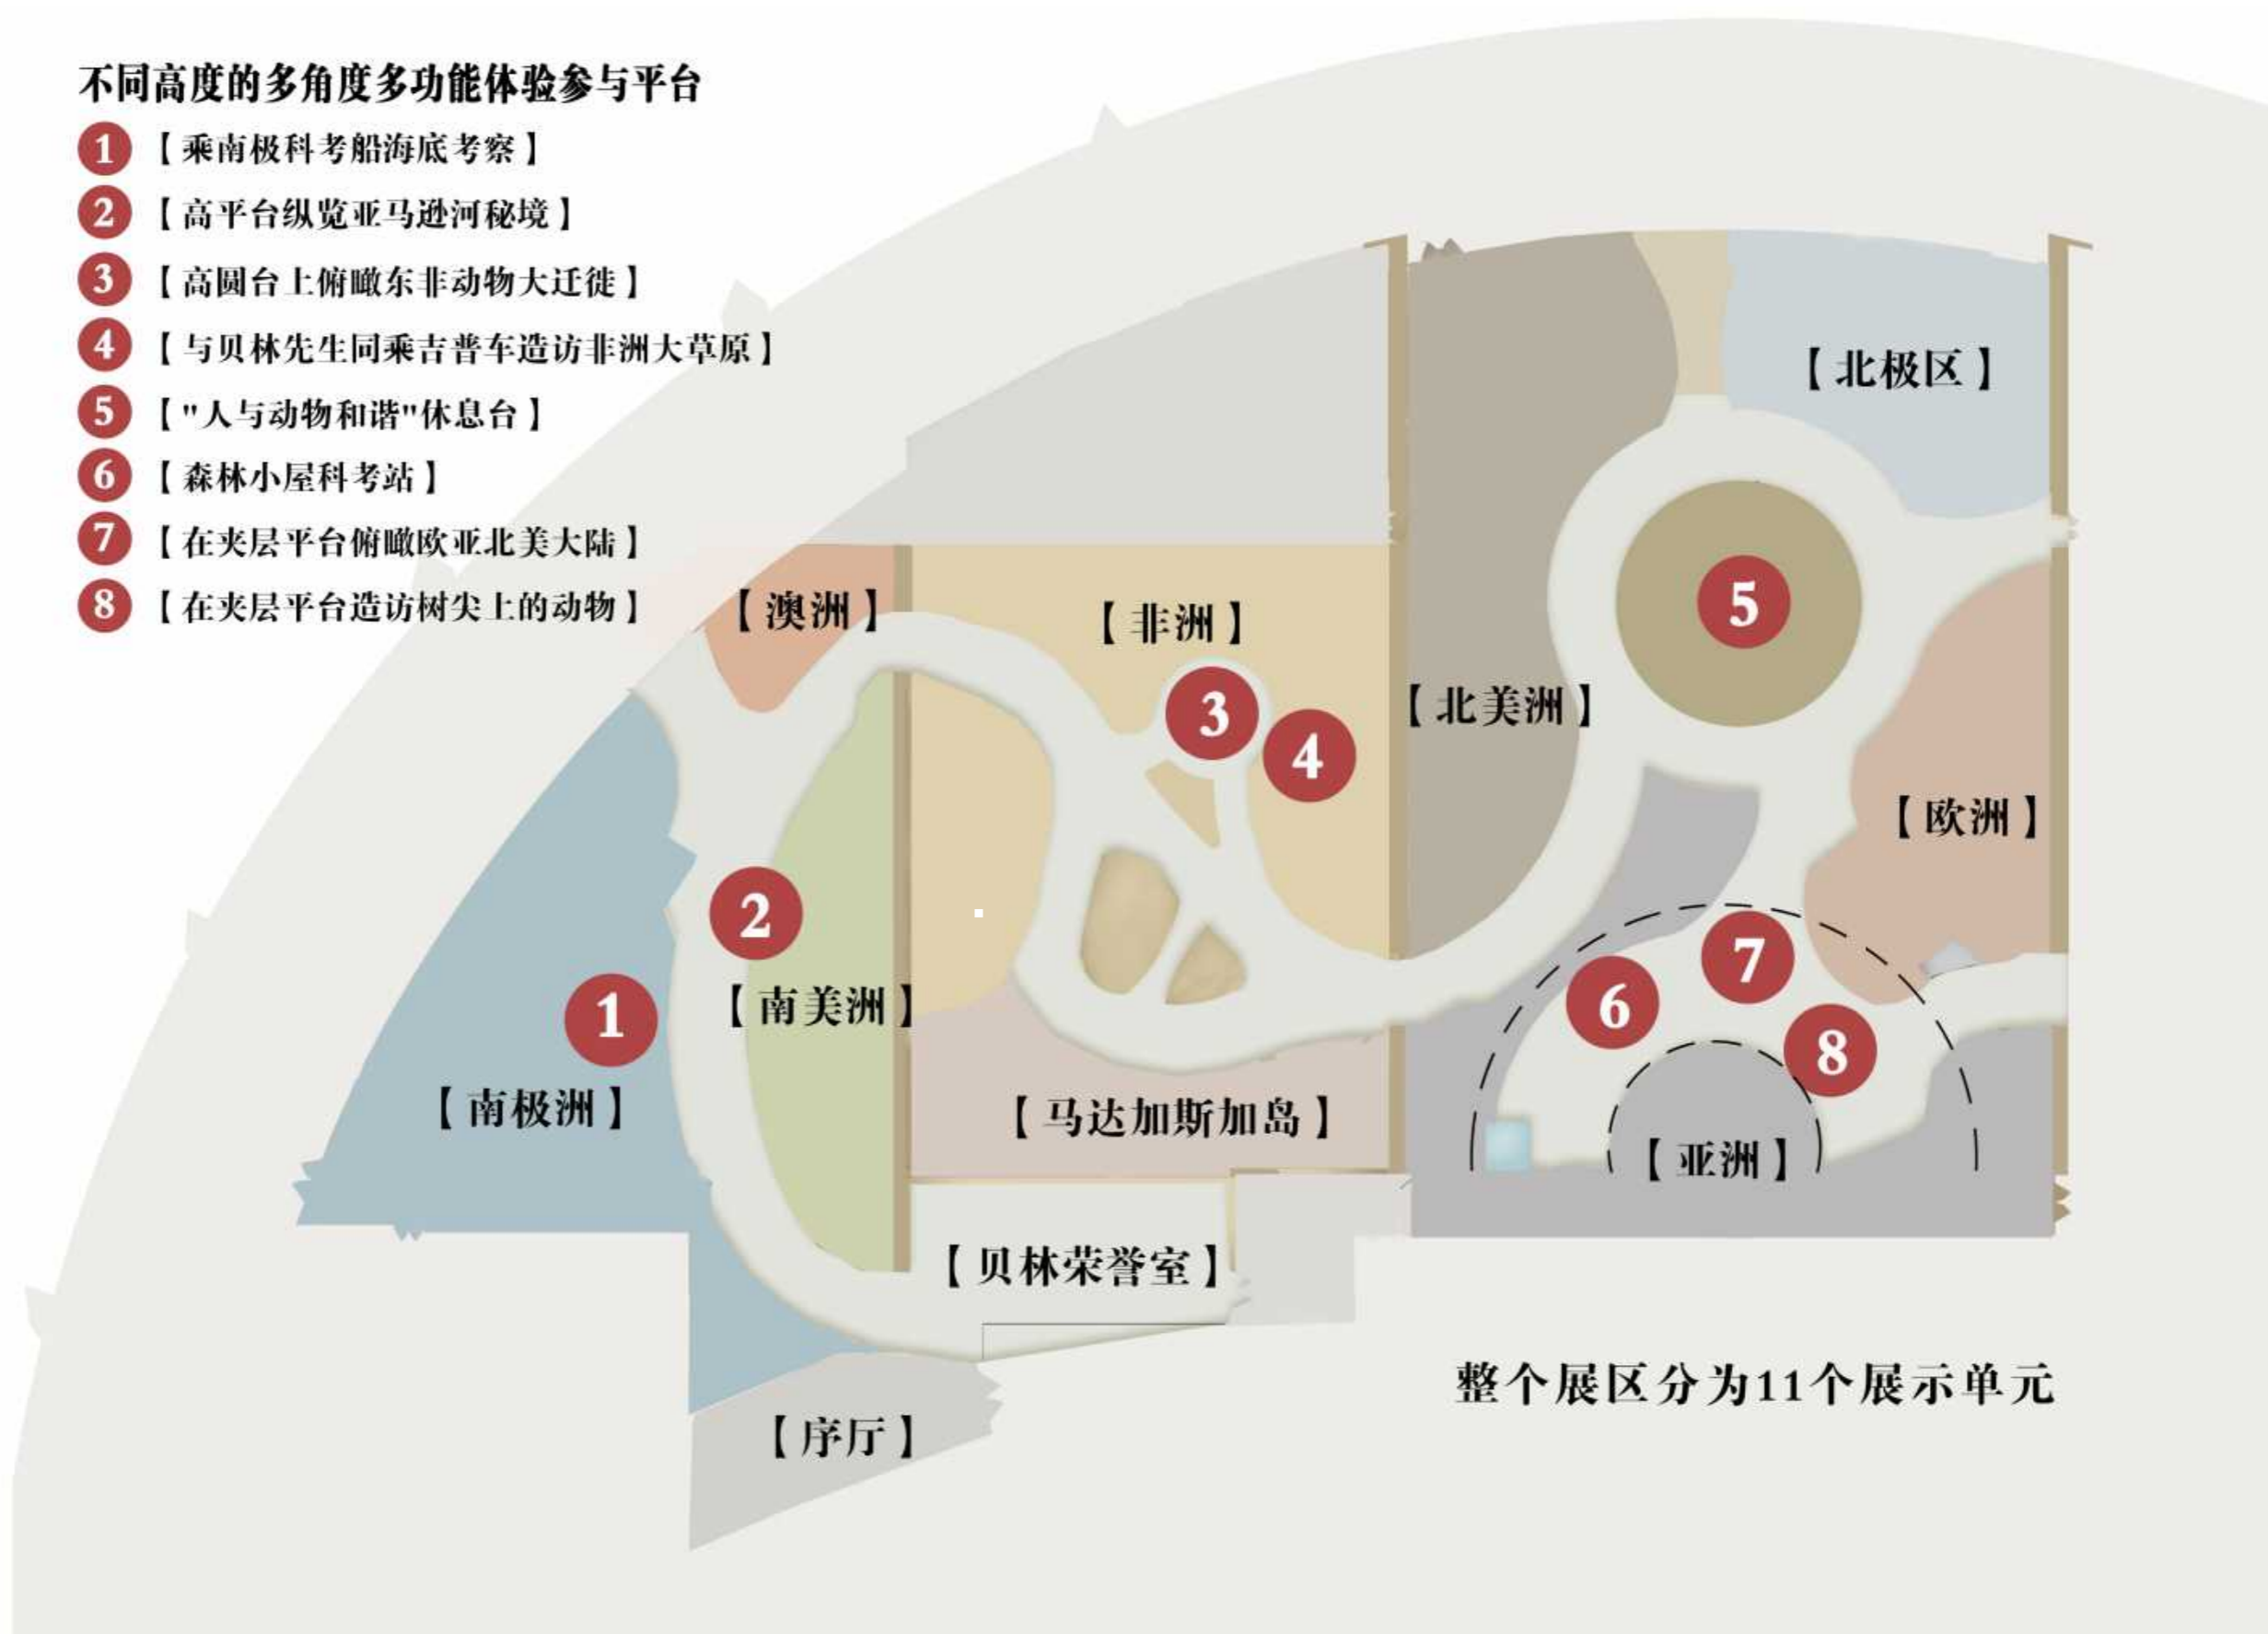 不同高度的多角度多功能体验参与平台
1 【乘南极科考船海底考察】
2 【高平台纵览亚马逊河秘境】
3 【高圆台上俯瞰东非动物大迁徙】
4 【与贝林先生同乘吉普车造访非洲大草原】
5 【"人与动物和谐"休息台】
6 【森林小屋科考站】
7 【在夹层平台俯瞰欧亚北美大陆】
8 【在夹层平台造访树尖上的动物】
【北极区】
【澳洲】
【非洲】
5
3
【北美洲】
4
【欧洲】
2
7
【南美洲】
6
1
8
【南极洲】
【马达加斯加岛】
【亚洲】
【贝林荣誉室】
整个展区分为11个展示单元
【序厅】